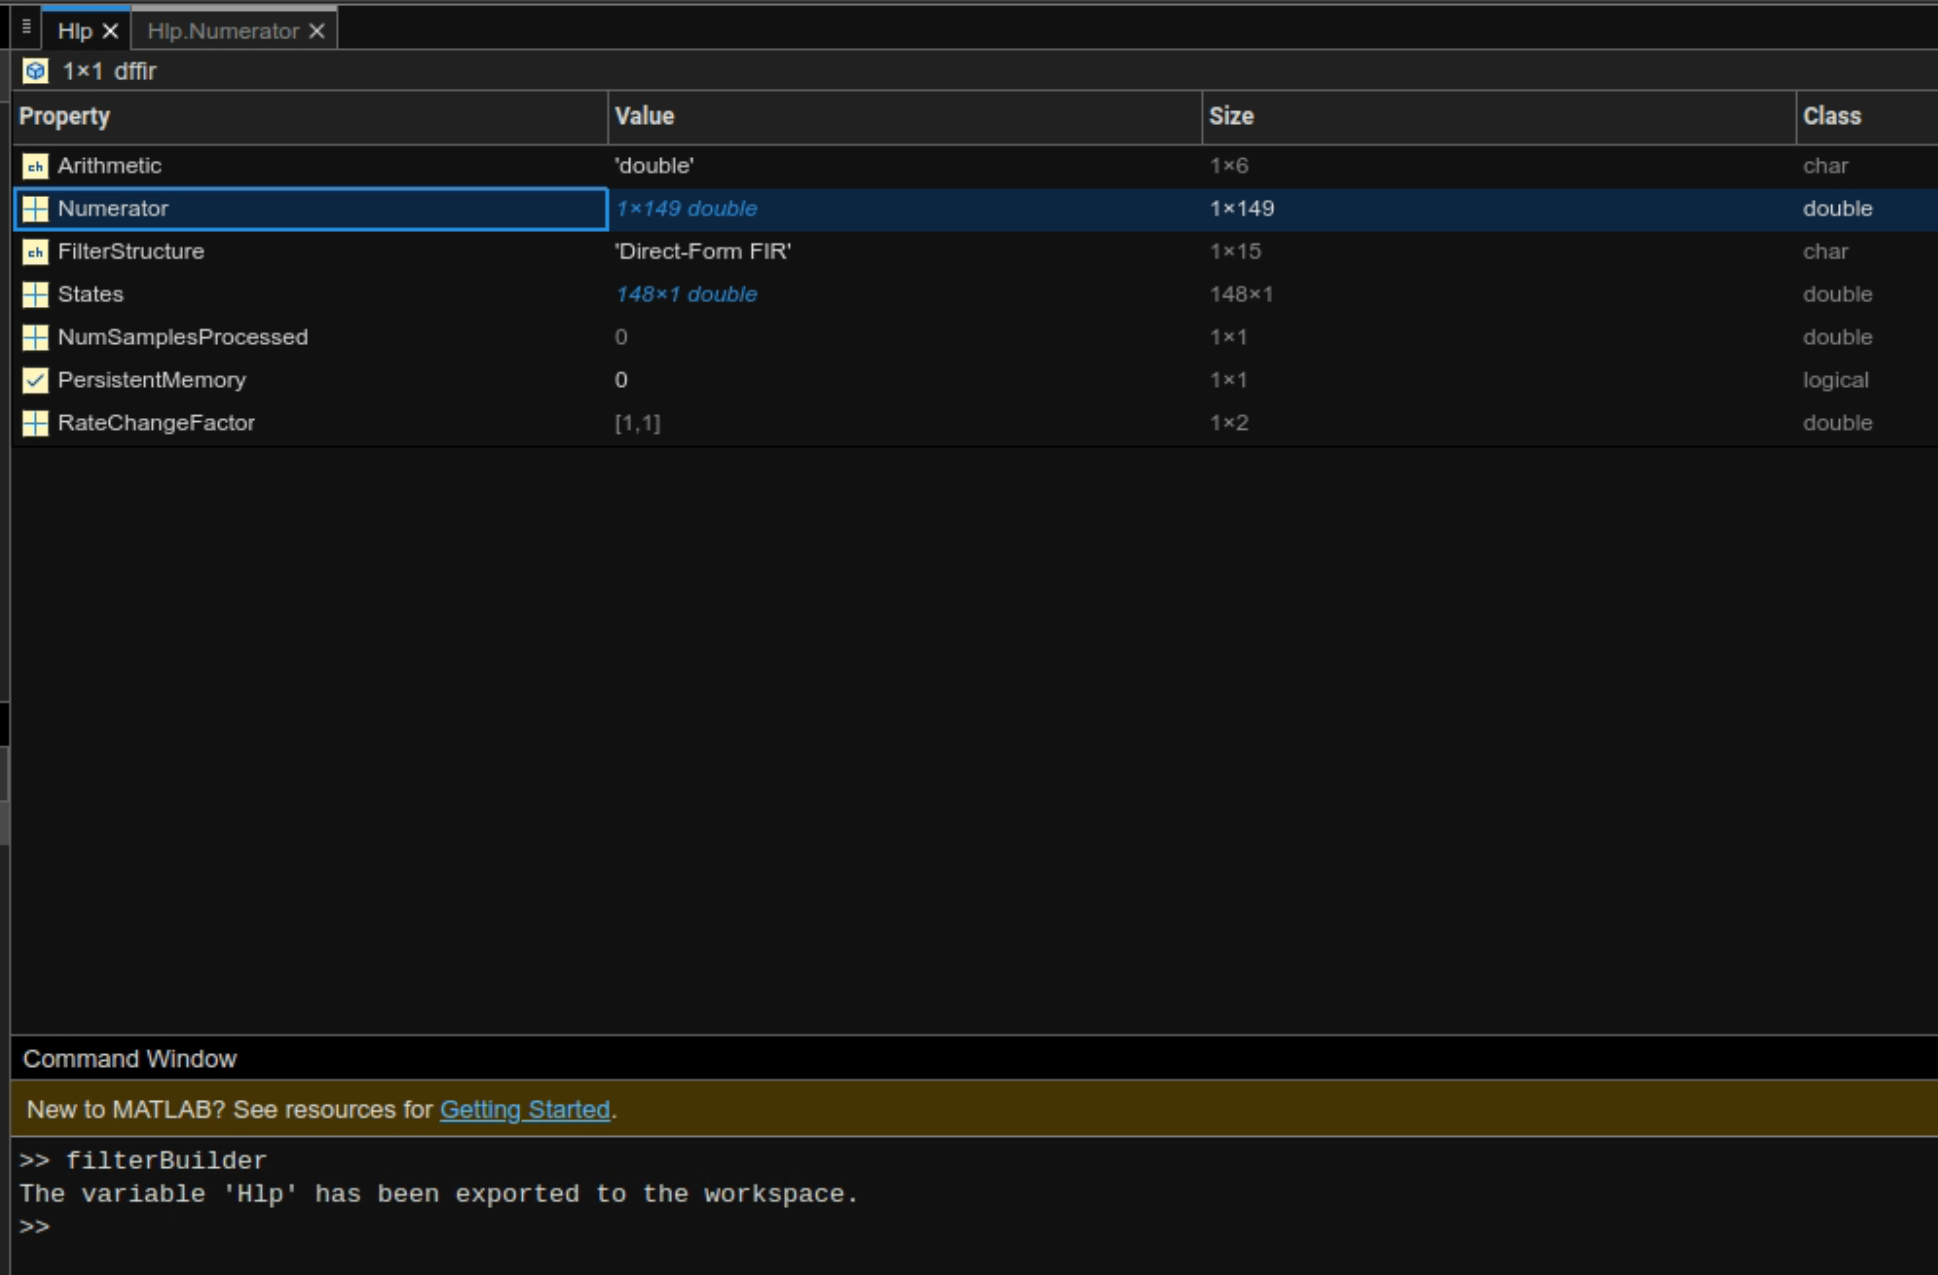 Hlp × Hlp.Numerator ×
1×1 dffir
Property Value Size Class
ch Arithmetic 'double' 1×6 char
Numerator 1×149 double 1×149 double
ch FilterStructure 'Direct-Form FIR' 1×15 char
States 148×1 double 148×1 double
NumSamplesProcessed 0 1×1 double
PersistentMemory 0 1×1 logical
RateChangeFactor [1,1] 1×2 double
Command Window
New to MATLAB? See resources for Getting Started.
>> filterBuilder
The variable 'Hlp' has been exported to the workspace.
>>